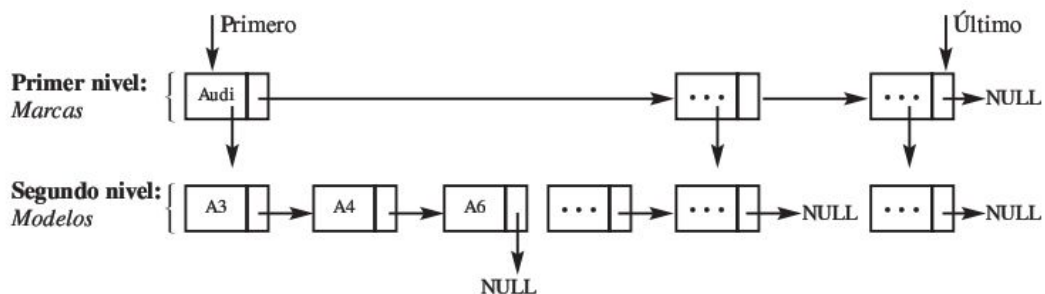 Primero Último
Primer nivel: Audi ... ... NULL
Marcas
Segundo nivel: A3 A4 A6 ... ... NULL ... NULL
Modelos
NULL